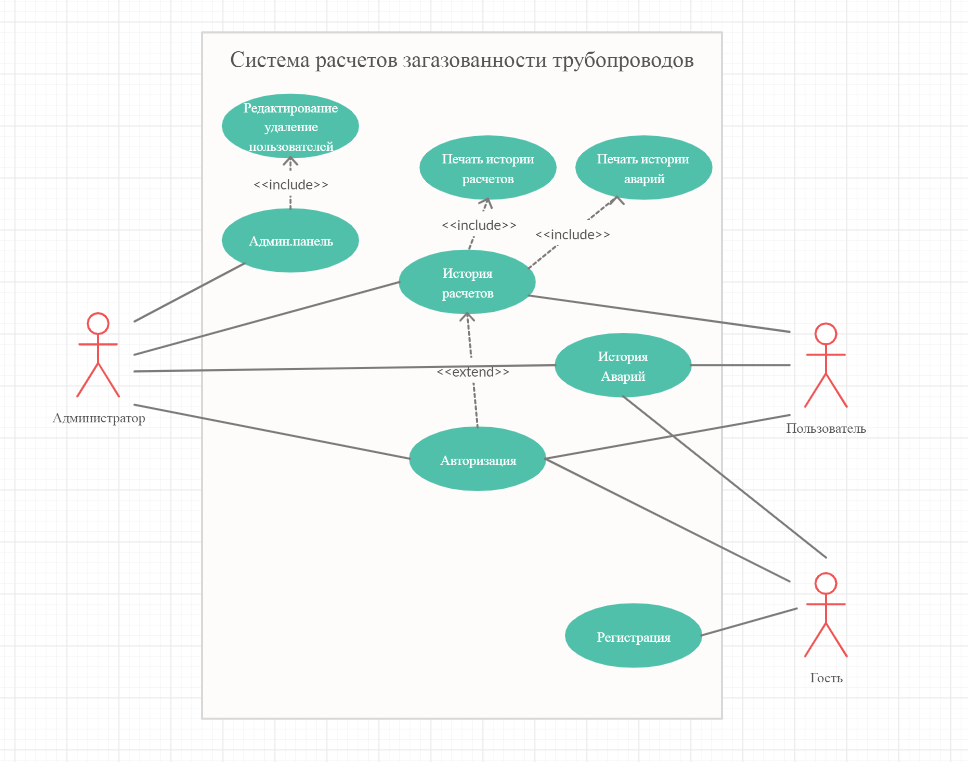 Система расчетов загазованности трубопроводов
Редактирование
удаление
пользователей
Печать истории
расчетов
Печать истории
аварий
<<include>>
<<include>>
<<include>>
Админ.панель
История
расчетов
История
Аварий
<<extend>>
Администратор
Пользователь
Авторизация
Регистрация
Гость